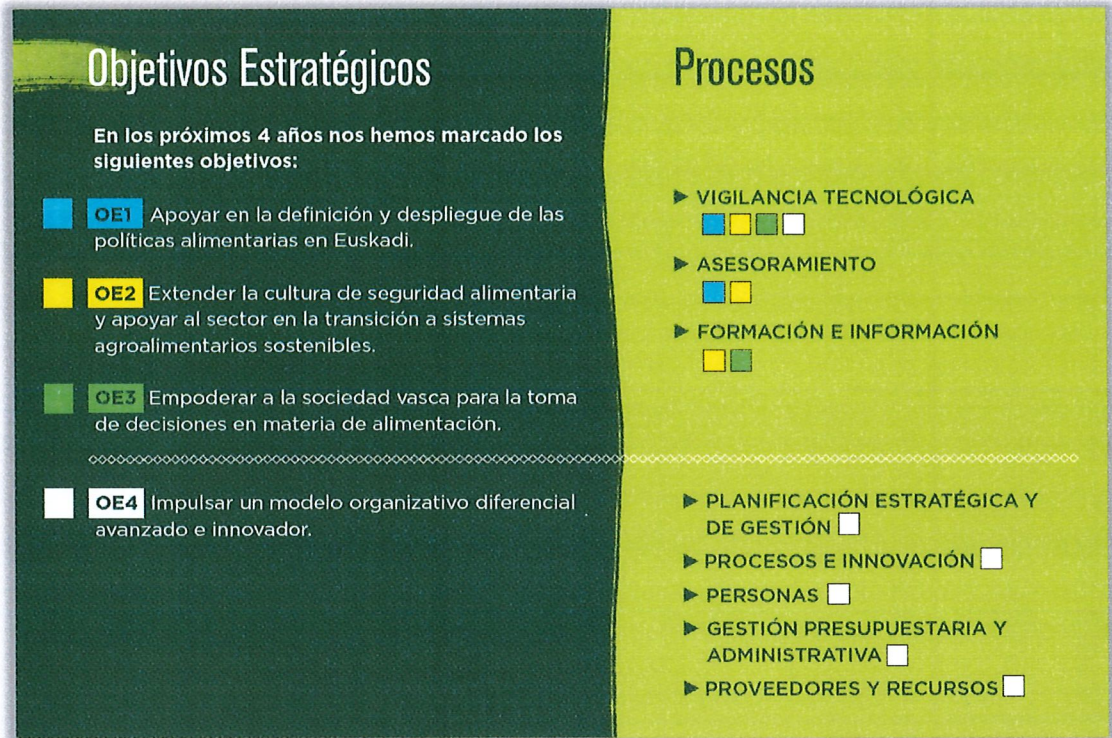 Objetivos Estratégicos
En los próximos 4 años nos hemos marcado los
siguientes objetivos:
OE1 Apoyar en la definición y despliegue de las
políticas alimentarias en Euskadi.
OE2 Extender la cultura de seguridad alimentaria
y apoyar al sector en la transición a sistemas
agroalimentarios sostenibles.
OE3 Empoderar a la sociedad vasca para la toma
de decisiones en materia de alimentación.
OE4 Impulsar un modelo organizativo diferencial
avanzado e innovador.
Procesos
VIGILANCIA TECNOLÓGICA
ASESORAMIENTO
FORMACIÓN E INFORMACIÓN
PLANIFICACIÓN ESTRATÉGICA Y
DE GESTIÓN
PROCESOS E INNOVACIÓN
PERSONAS
GESTIÓN PRESUPUESTARIA Y
ADMINISTRATIVA
PROVEEDORES Y RECURSOS